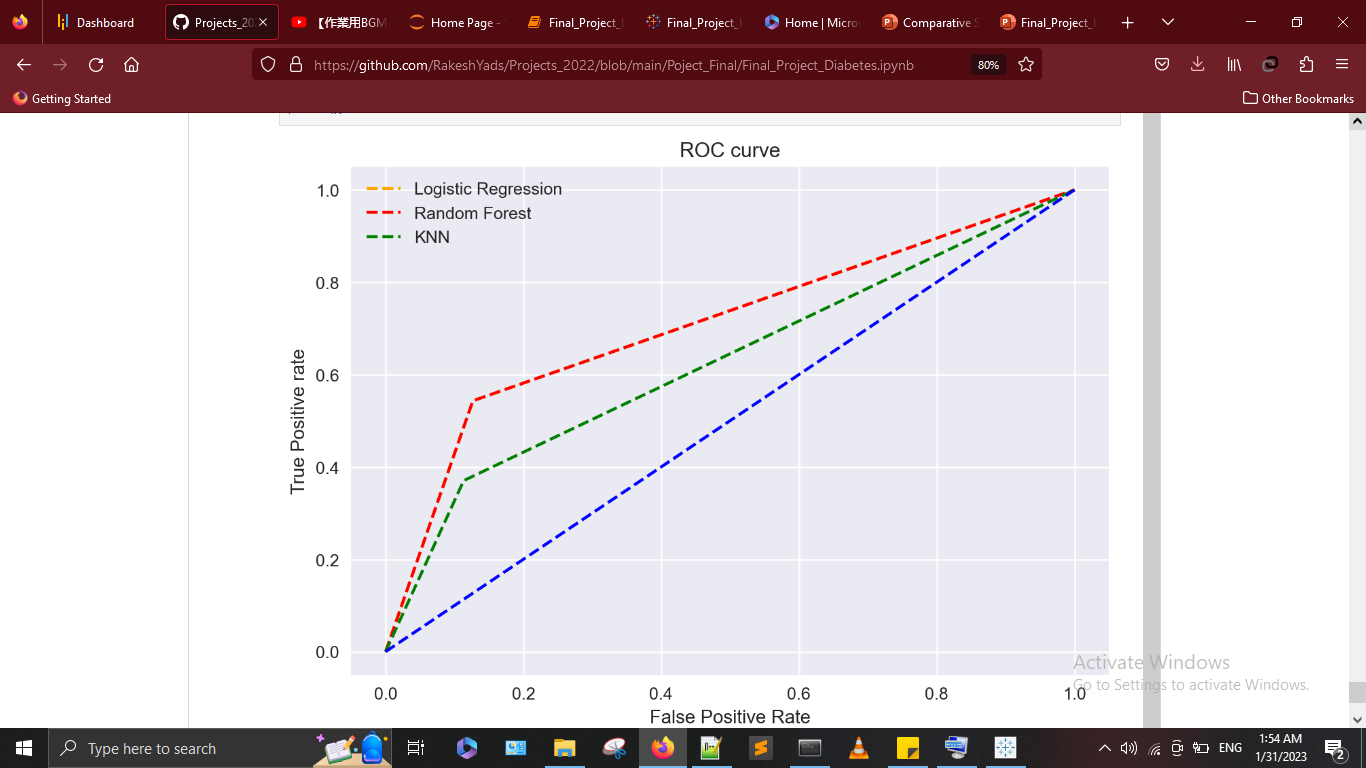 Dashboard
Projects_20
【作業用BGM
Home Page -
Final_Project_
Final_Project_
Home | Micro
Comparative S
Final_Project_
https://github.com/RakeshYads/Projects_2022/blob/main/Poject_Final/Final_Project_Diabetes.ipynb
80%
Getting Started
Other Bookmarks
ROC curve
Logistic Regression
Random Forest
KNN
1.0
0.8
0.6
0.4
0.2
0.0
True Positive rate
0.0 0.2 0.4 0.6 0.8 1.0
False Positive Rate
Activate Windows
Go to Settings to activate Windows.
Type here to search
ENG
1:54 AM
1/31/2023
2